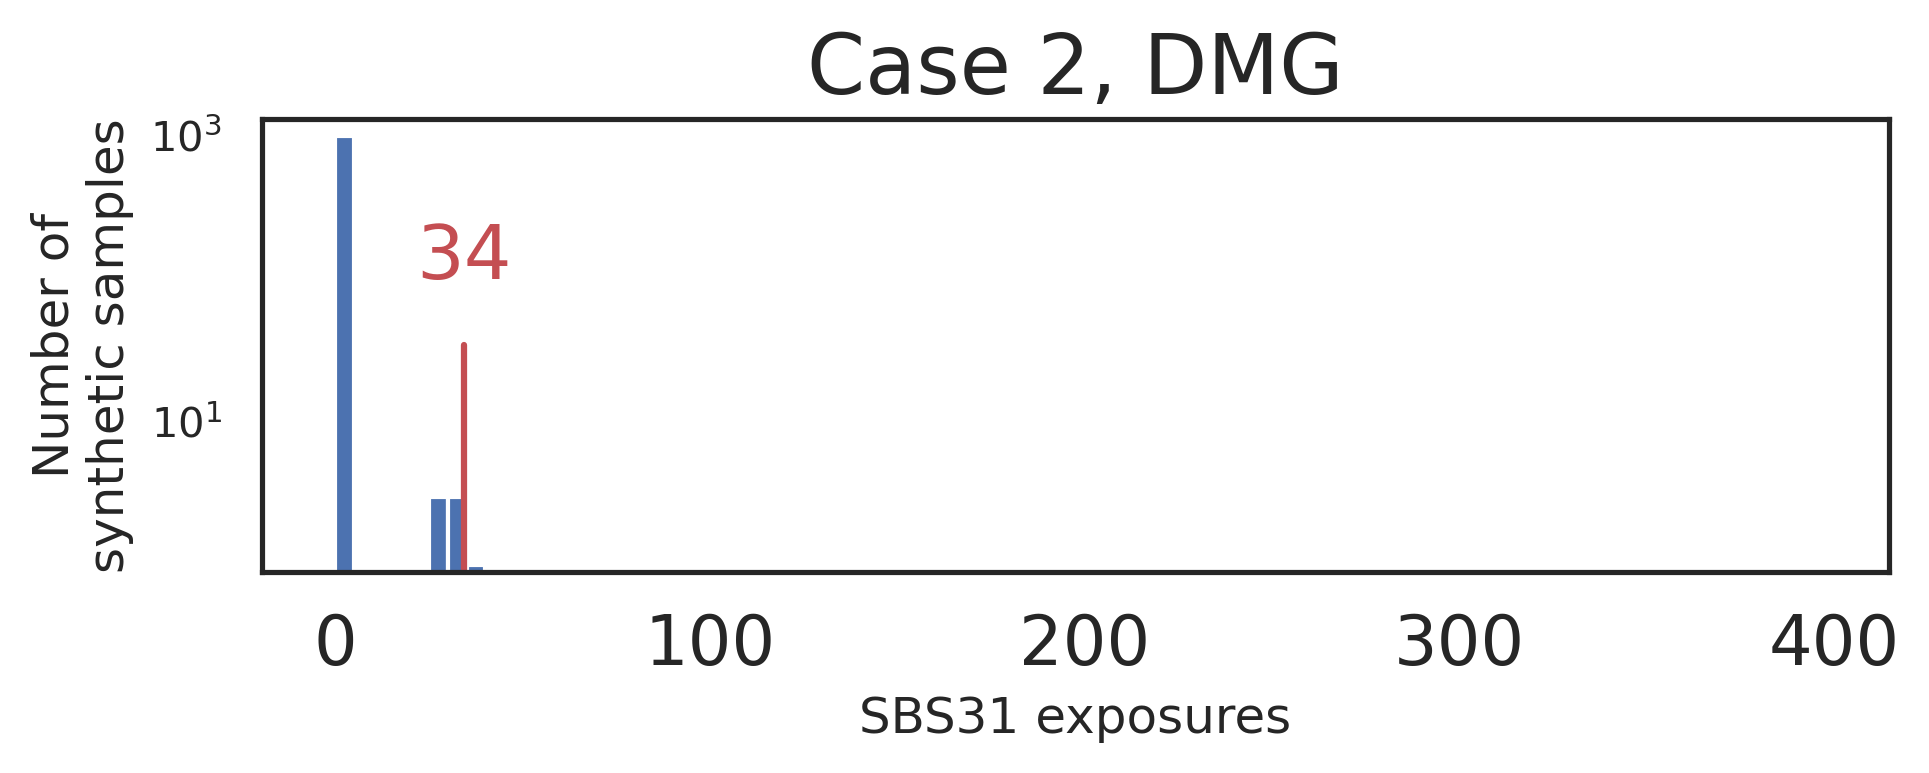 Case 2, DMG
Number of
synthetic samples
10³
10¹
34
0 100 200 300 400
SBS31 exposures